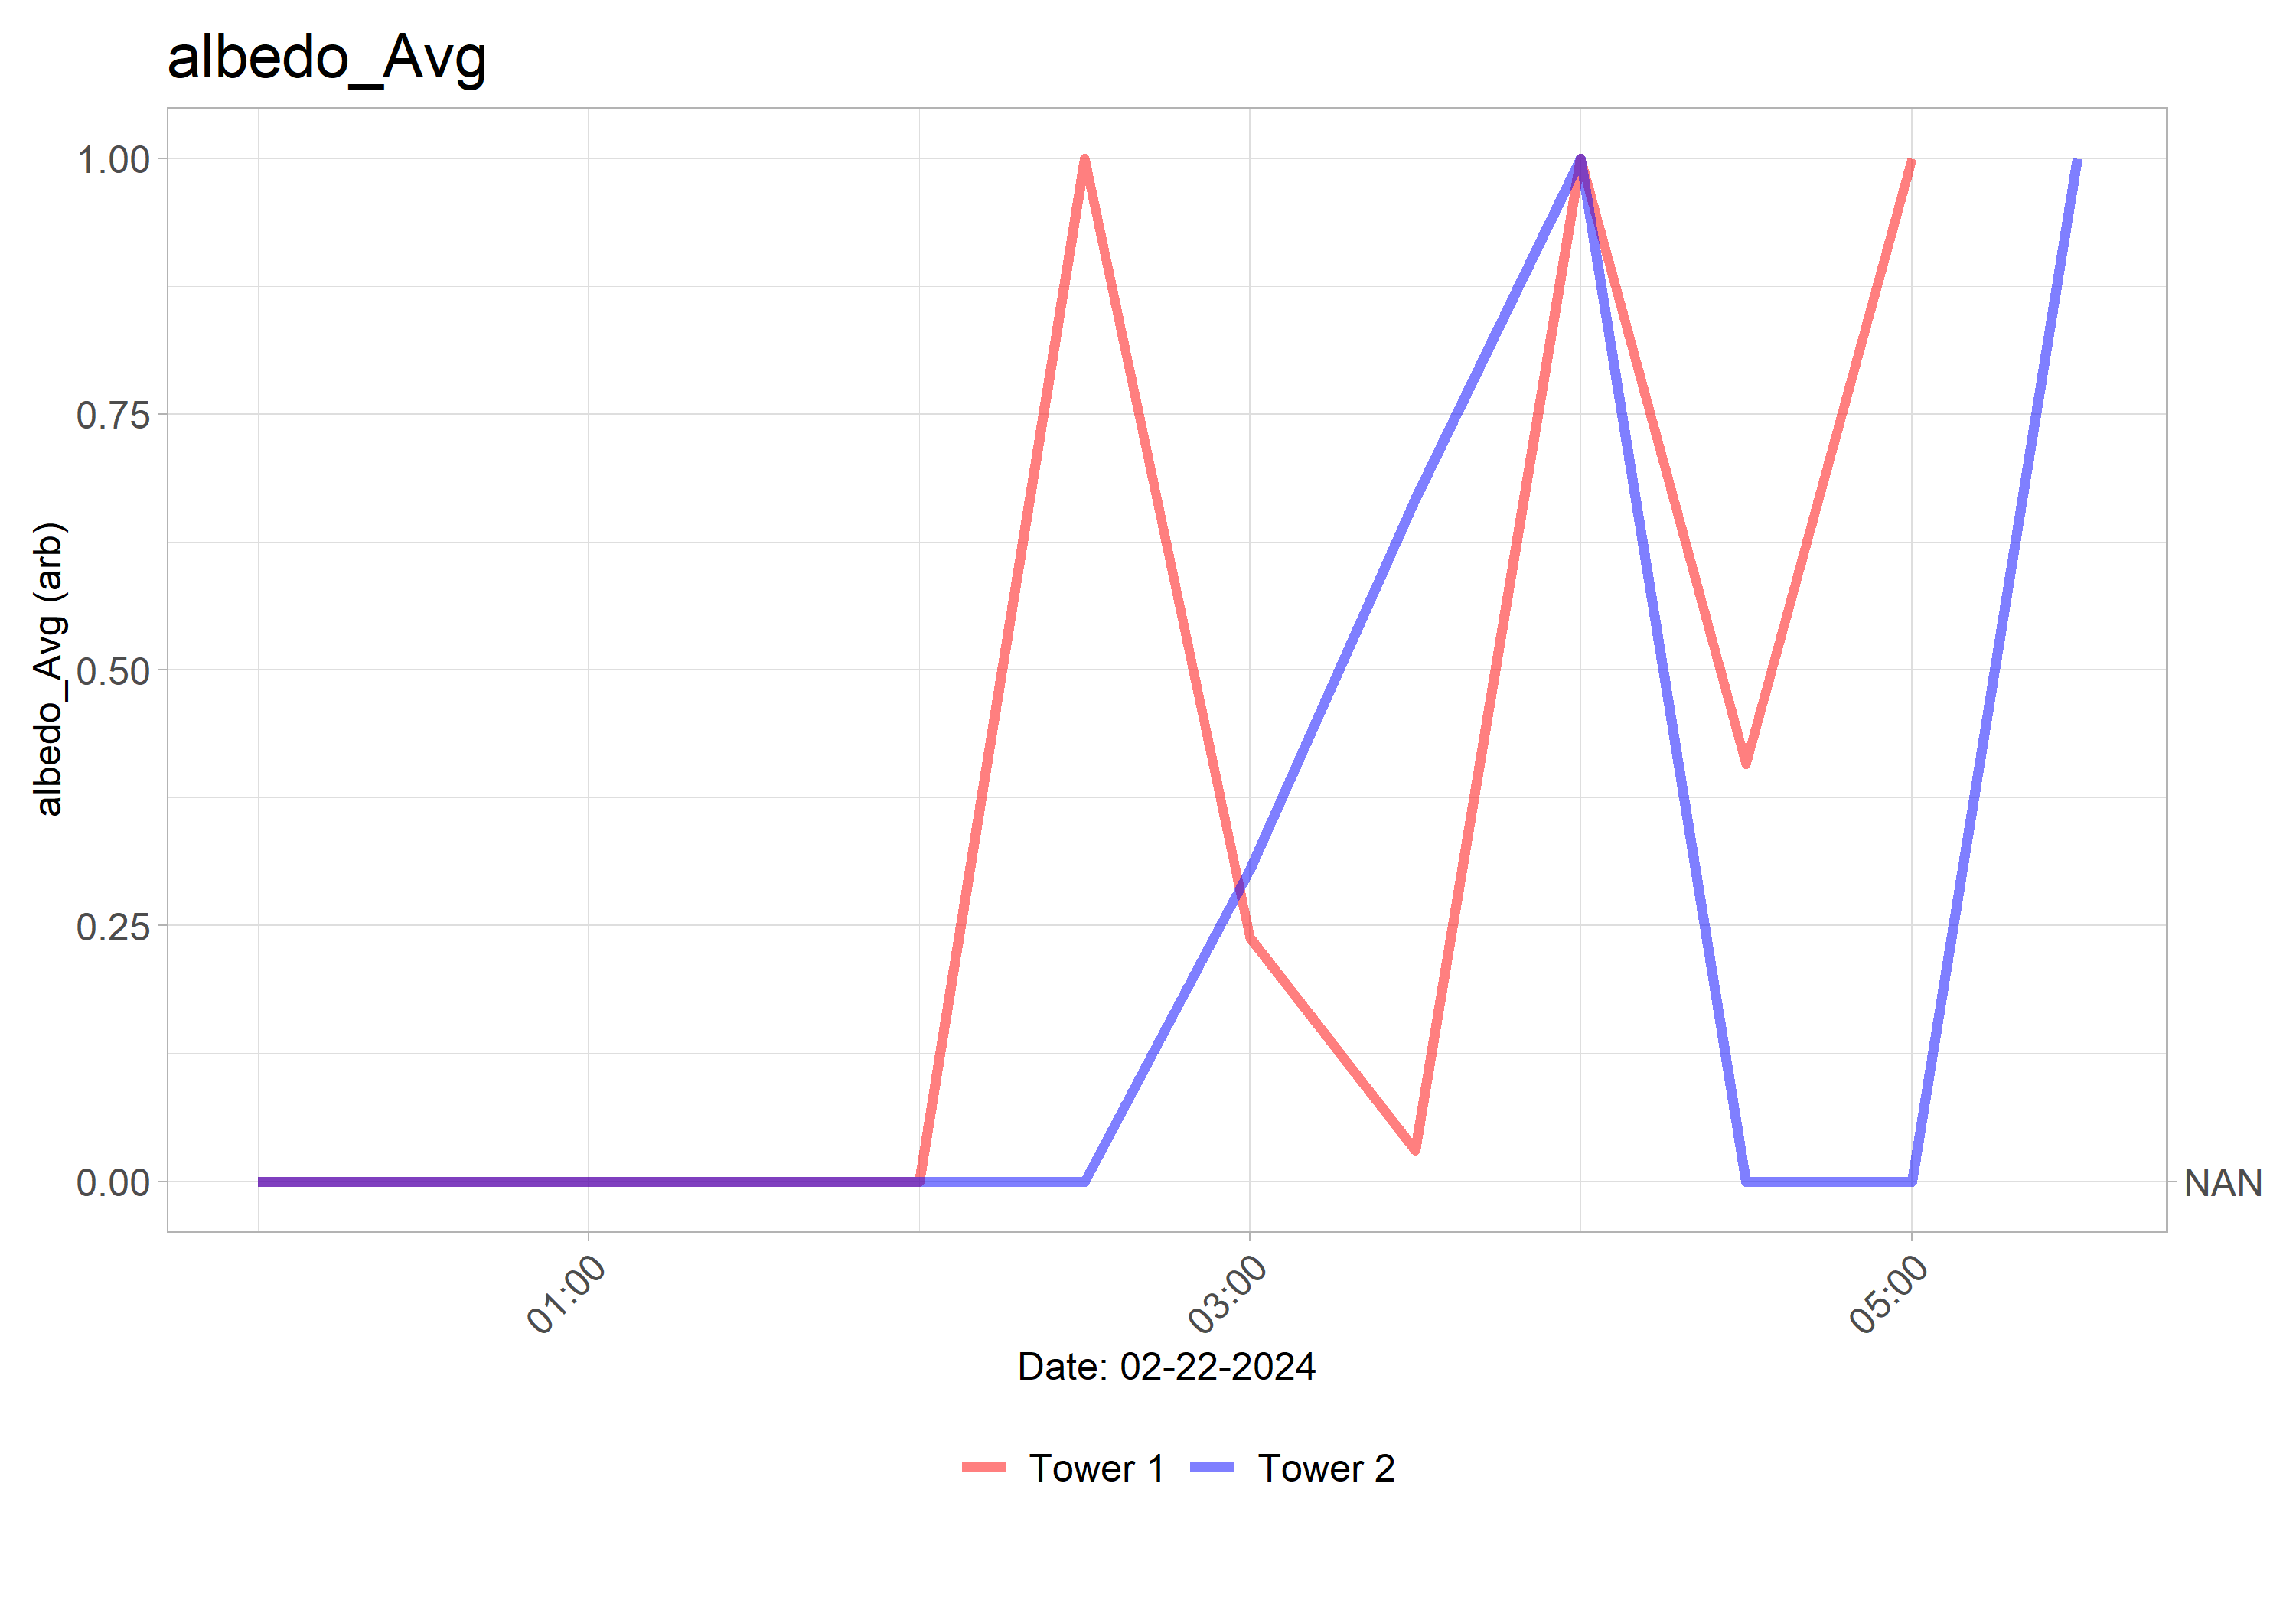 albedo_Avg
albedo_Avg (arb)
1.00
0.75
0.50
0.25
0.00
NAN
01:00
03:00
05:00
Date: 02-22-2024
Tower 1
Tower 2